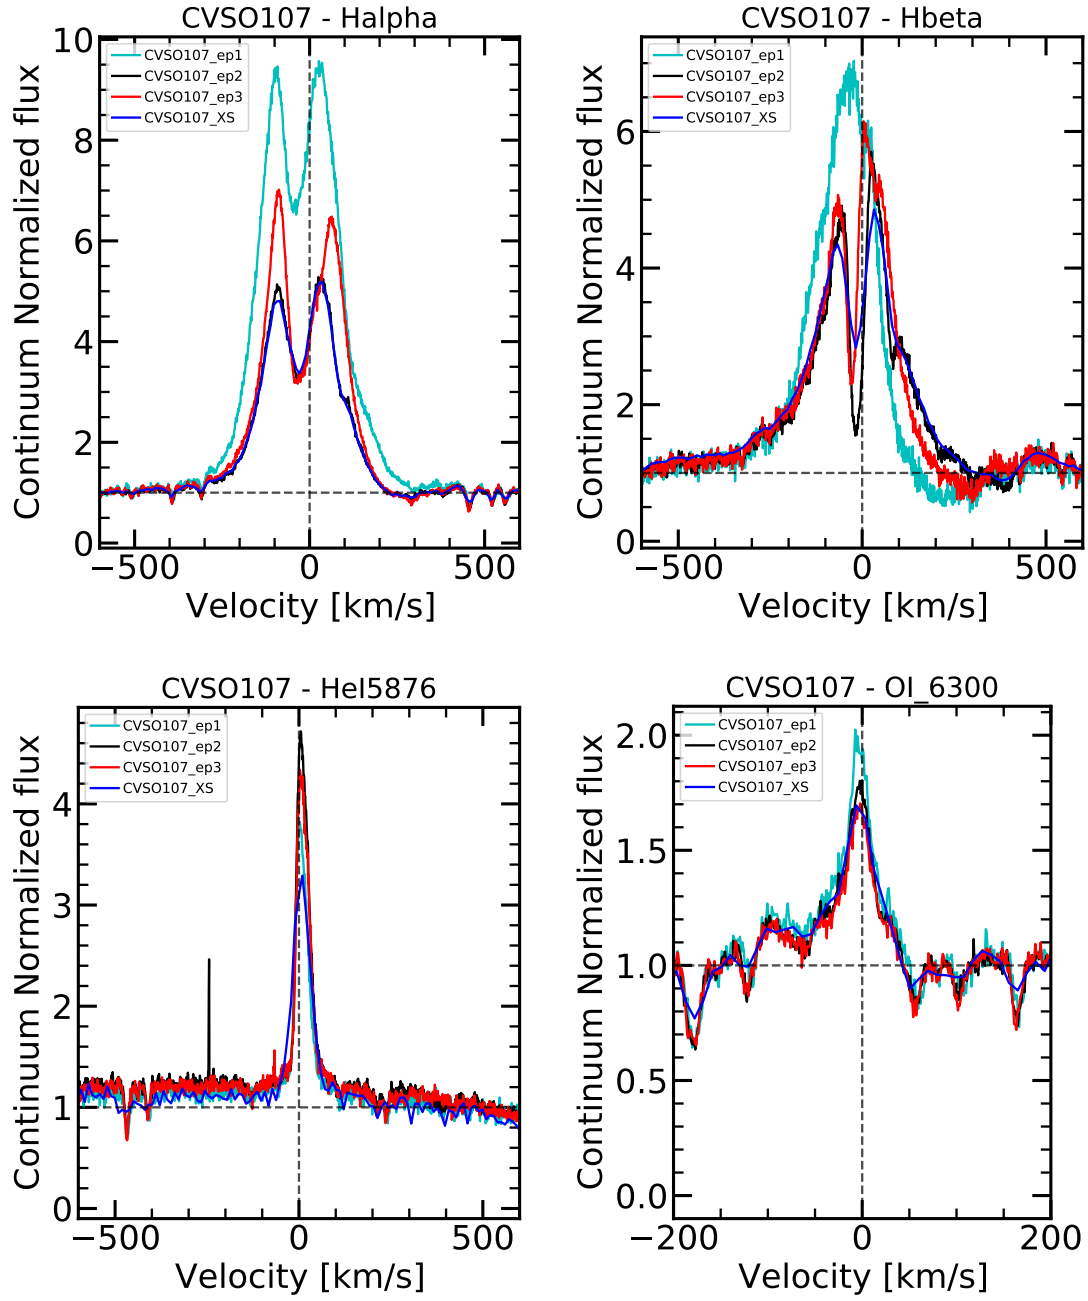 CVSO107 - Halpha
CVSO107_ep1
CVSO107_ep2
CVSO107_ep3
CVSO107_XS
Continuum Normalized flux
10
8
6
4
2
0
−500
0
500
Velocity [km/s]
CVSO107 - Hbeta
CVSO107_ep1
CVSO107_ep2
CVSO107_ep3
CVSO107_XS
Continuum Normalized flux
6
4
2
0
−500
0
500
Velocity [km/s]
CVSO107 - HeI5876
CVSO107_ep1
CVSO107_ep2
CVSO107_ep3
CVSO107_XS
Continuum Normalized flux
4
3
2
1
0
−500
0
500
Velocity [km/s]
CVSO107 - OI_6300
CVSO107_ep1
CVSO107_ep2
CVSO107_ep3
CVSO107_XS
Continuum Normalized flux
2.0
1.5
1.0
0.5
0.0
−200
−100
0
100
200
Velocity [km/s]